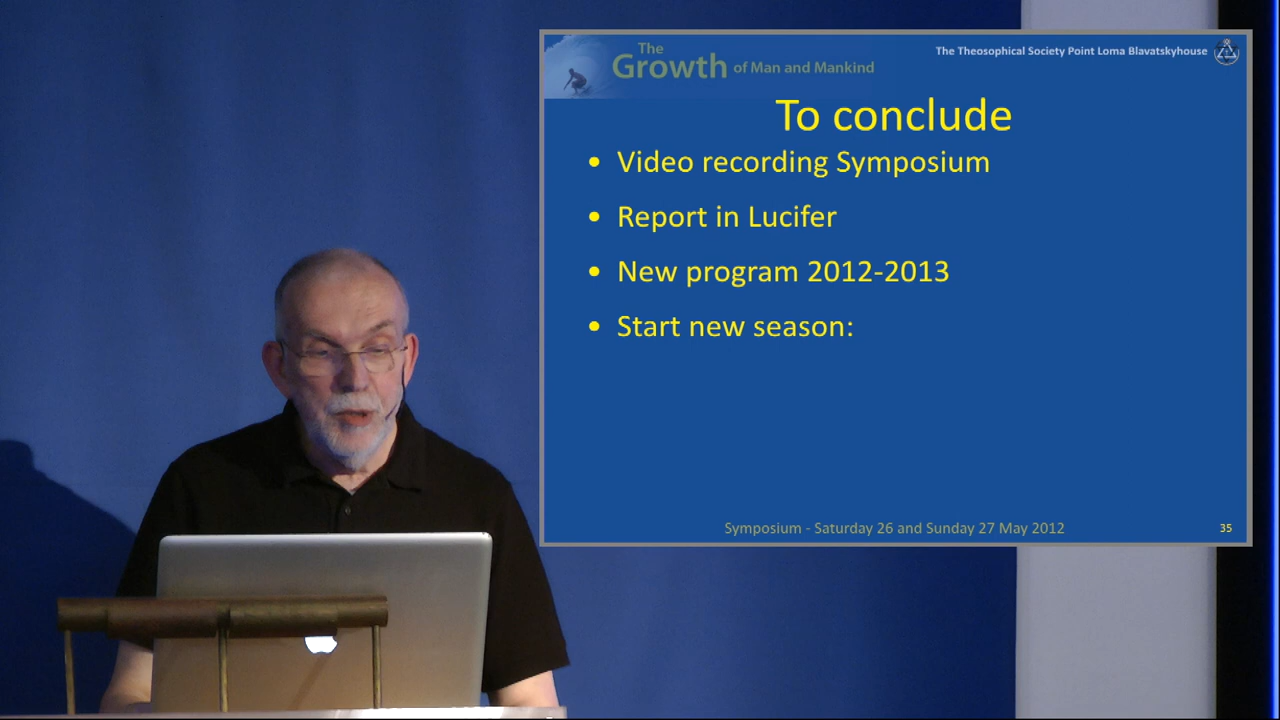 The
Growth of Man and Mankind
The Theosophical Society Point Loma Blavatskyhouse
To conclude
• Video recording Symposium
• Report in Lucifer
• New program 2012-2013
• Start new season:
Symposium - Saturday 26 and Sunday 27 May 2012
35